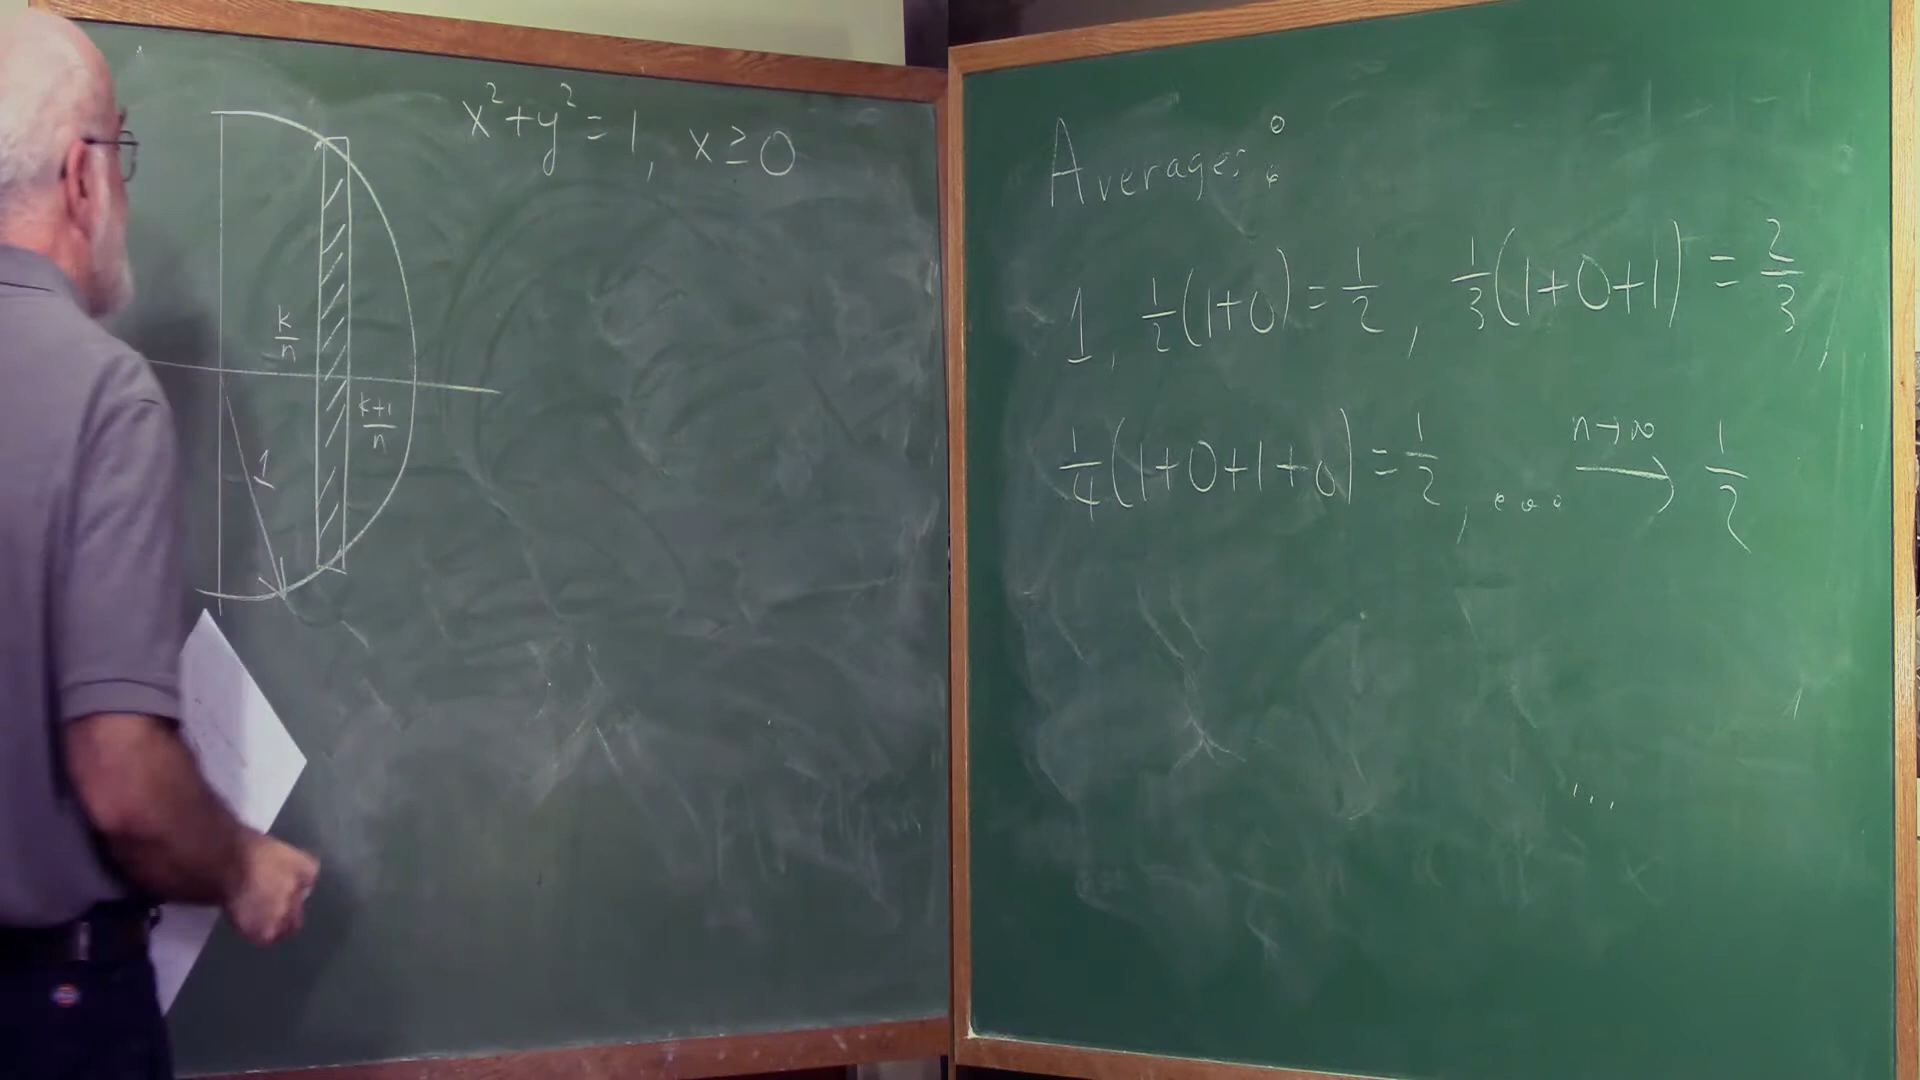 x²+y²=1, x≥0
k/n
k+1/n
1
Averages:
1, 1/2(1+0)=1/2, 1/3(1+0+1)=2/3,
1/4(1+0+1+0)=1/2, ... n→∞ ⟶ 1/2